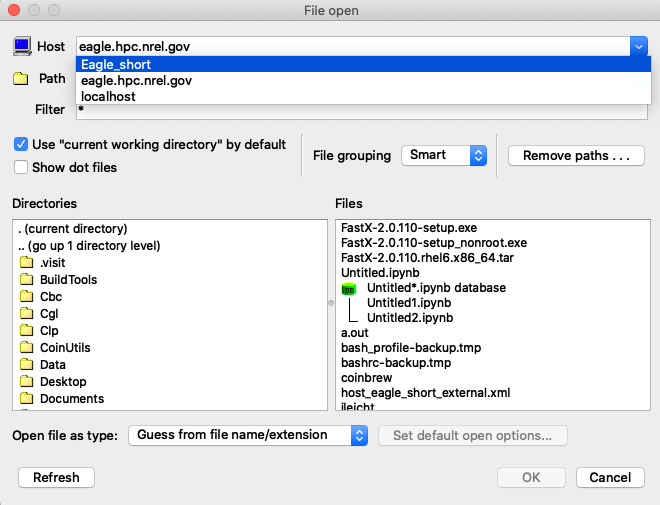 File open
Host
eagle.hpc.nrel.gov
Eagle_short
eagle.hpc.nrel.gov
localhost
Path
Filter
*
Use "current working directory" by default
Show dot files
File grouping
Smart
Remove paths . . .
Directories
. (current directory)
.. (go up 1 directory level)
.visit
BuildTools
Cbc
Cgl
Clp
CoinUtils
Data
Desktop
Documents
Files
FastX-2.0.110-setup.exe
FastX-2.0.110-setup_nonroot.exe
FastX-2.0.110.rhel6.x86_64.tar
Untitled.ipynb
DB
Untitled*.ipynb database
Untitled1.ipynb
Untitled2.ipynb
a.out
bash_profile-backup.tmp
bashrc-backup.tmp
coinbrew
host_eagle_short_external.xml
Open file as type:
Guess from file name/extension
Set default open options...
Refresh
OK
Cancel